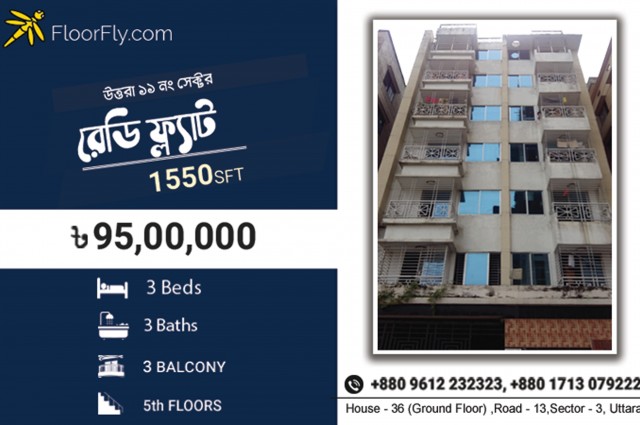 FloorFly.com
উত্তরা ১১ নং সেক্টর
রেডি ফ্ল্যাট
1550SFT
৳ 95,00,000
3 Beds
3 Baths
3 BALCONY
5th FLOORS
+880 9612 232323, +880 1713 079222
House - 36 (Ground Floor) ,Road - 13,Sector - 3, Uttara